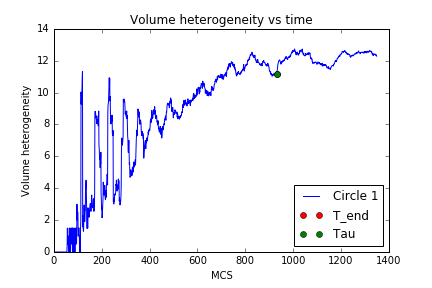 Volume heterogeneity vs time
14
12
10
8
6
4
2
0
Volume heterogeneity
0 200 400 600 800 1000 1200 1400
MCS
Circle 1
T_end
Tau